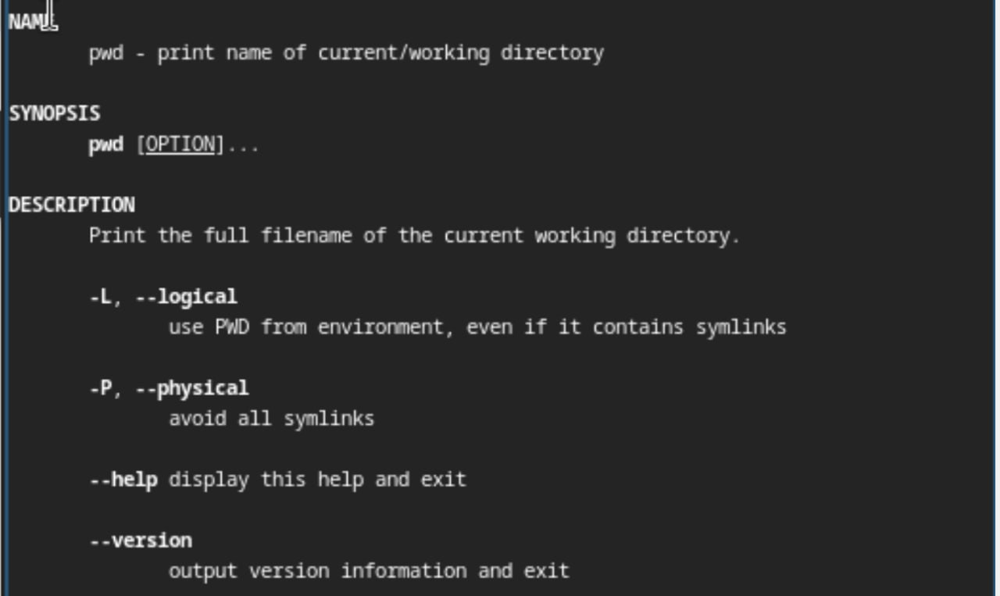 NAME
pwd - print name of current/working directory
SYNOPSIS
pwd [OPTION]...
DESCRIPTION
Print the full filename of the current working directory.
-L, --logical
use PWD from environment, even if it contains symlinks
-P, --physical
avoid all symlinks
--help display this help and exit
--version
output version information and exit